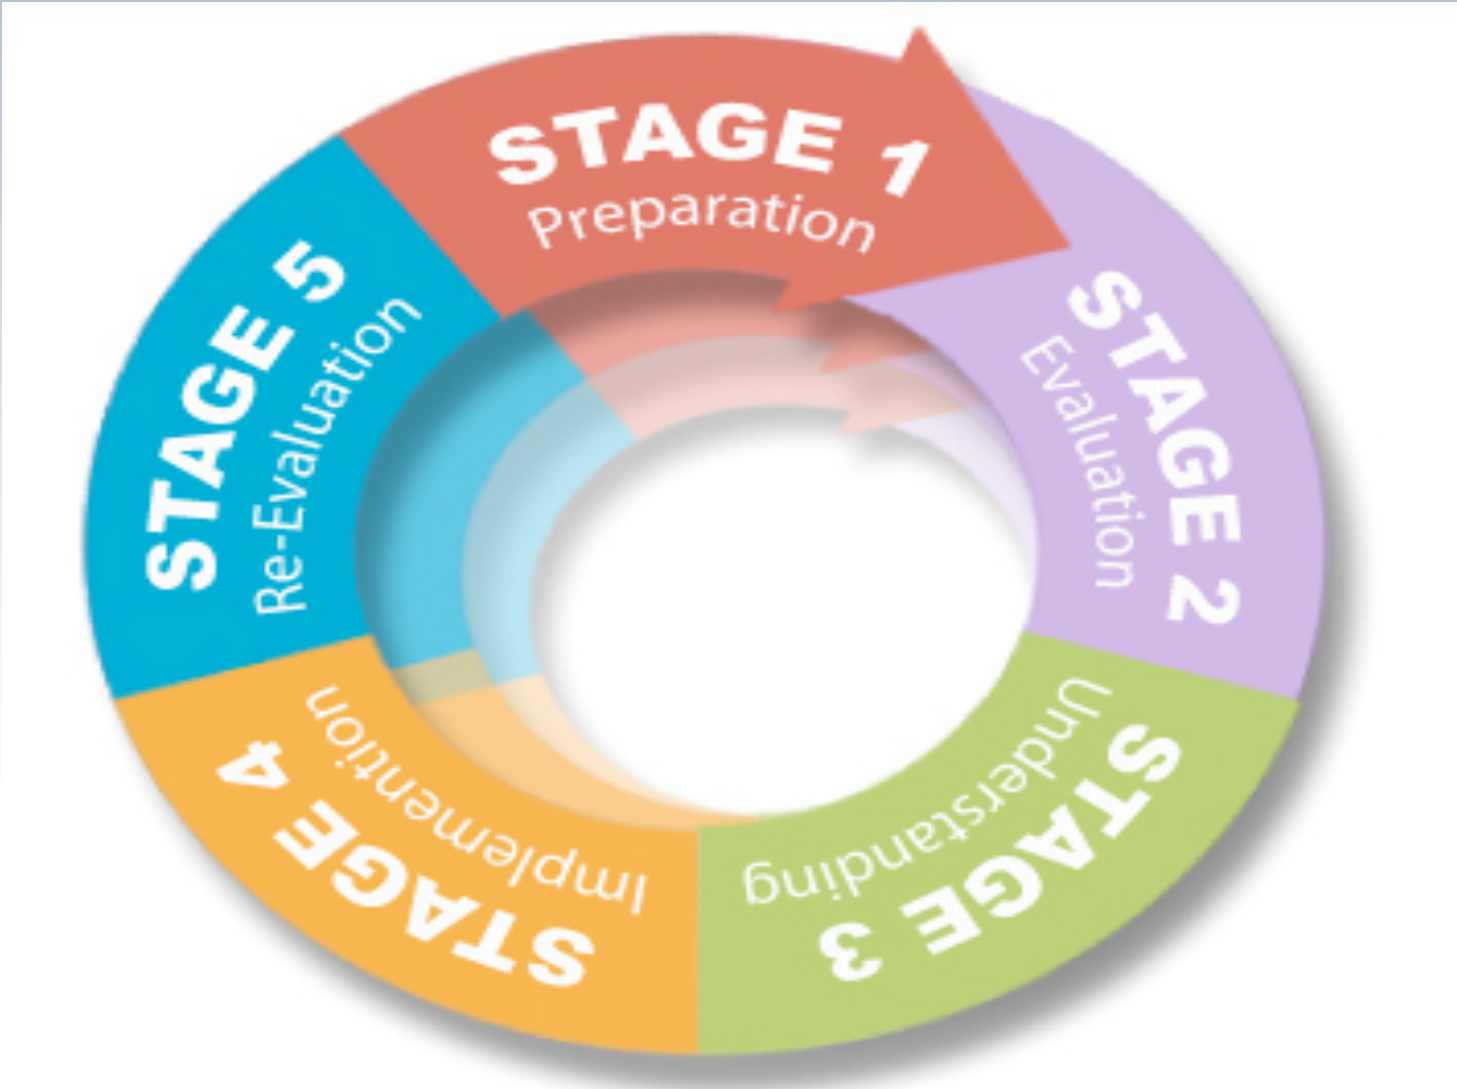 STAGE 1
Preparation
STAGE 2
Evaluation
STAGE 3
Understanding
STAGE 4
Implemention
STAGE 5
Re-Evaluation